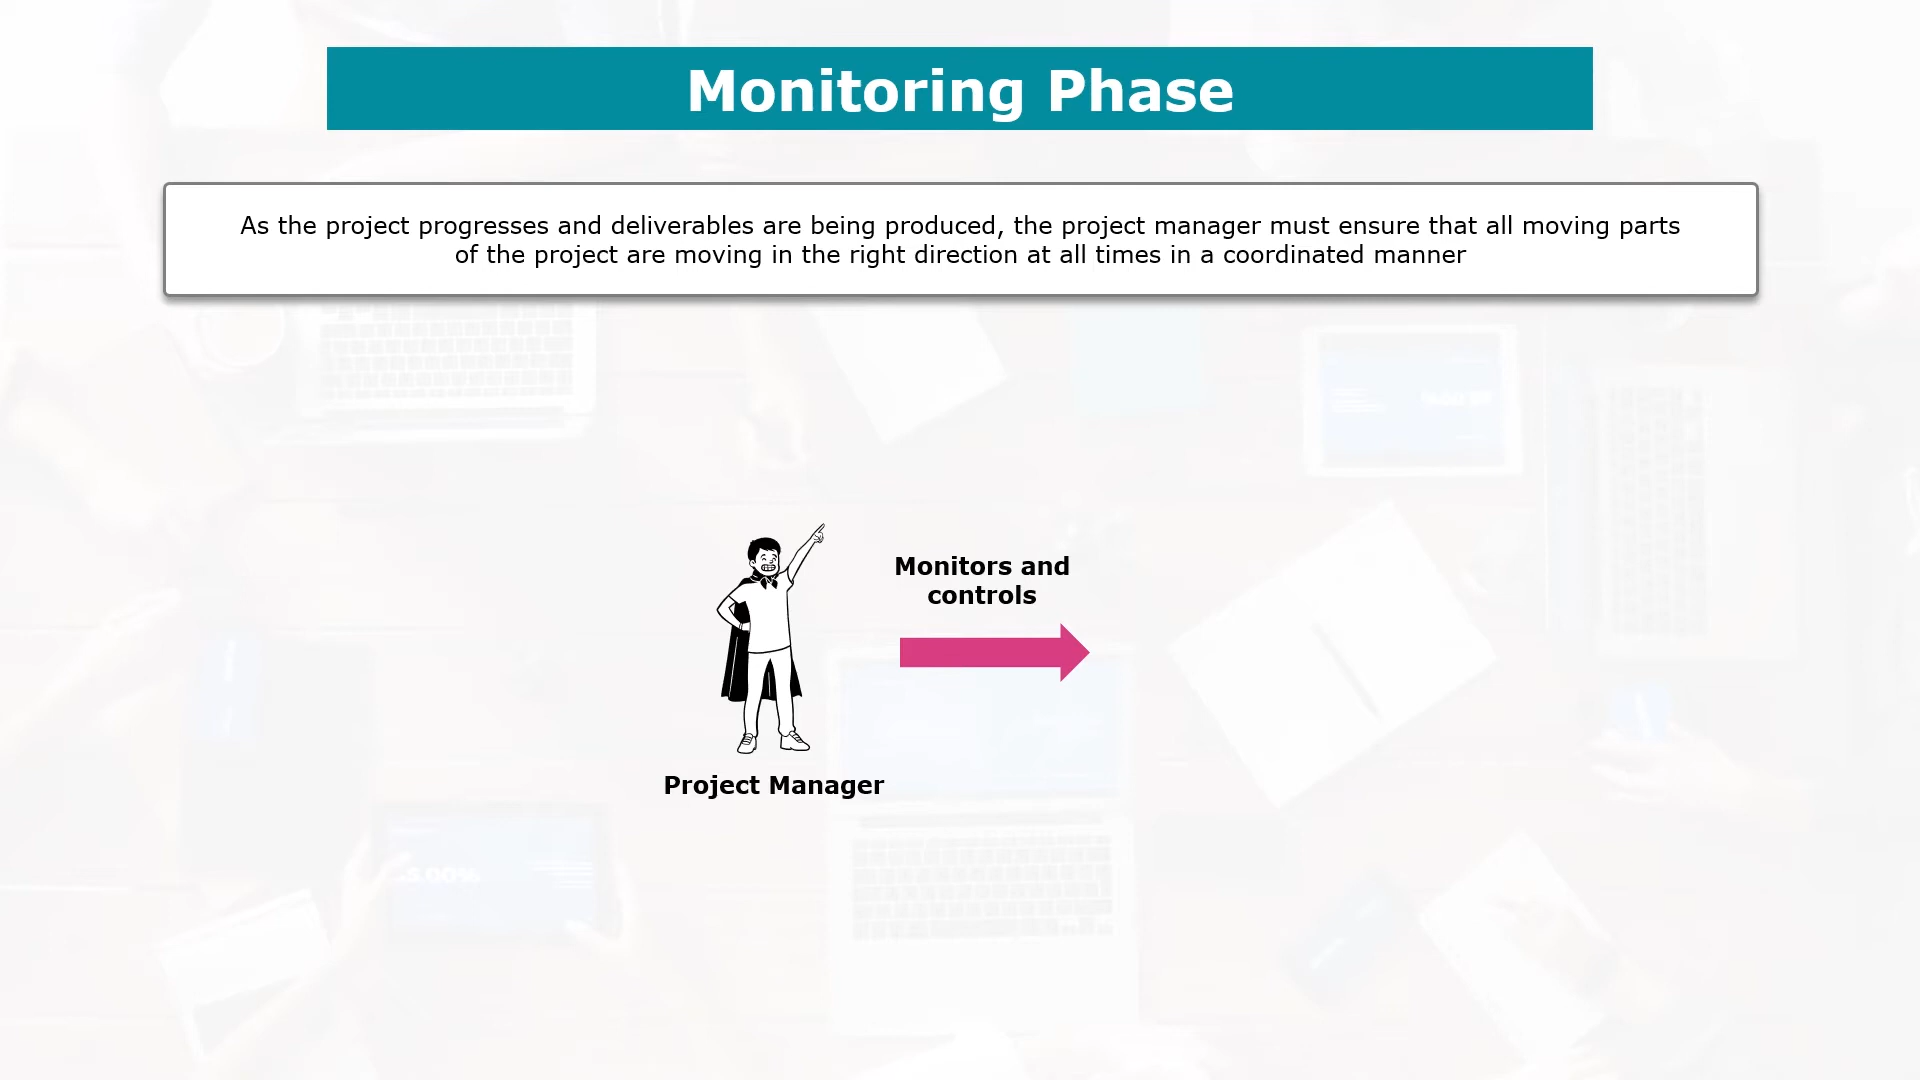 Monitoring Phase
As the project progresses and deliverables are being produced, the project manager must ensure that all moving parts
of the project are moving in the right direction at all times in a coordinated manner
Monitors and
controls
Project Manager